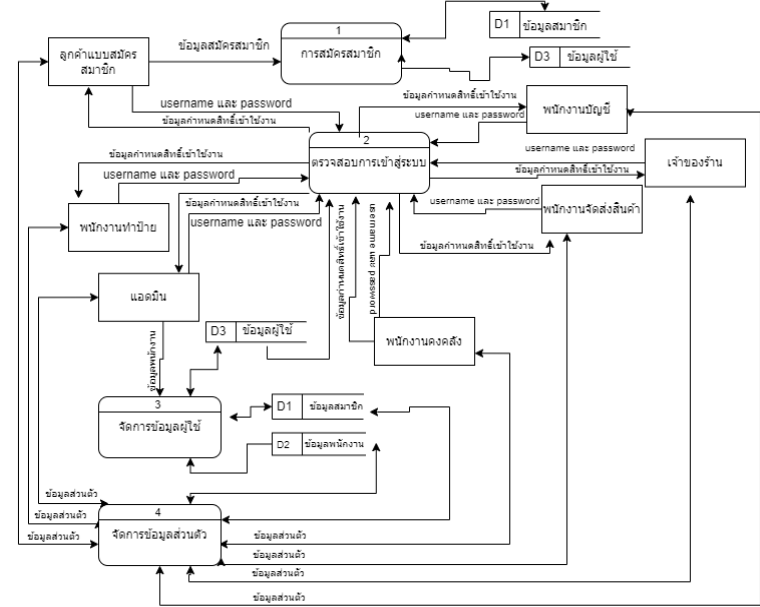 1
การสมัครสมาชิก
D1 ข้อมูลสมาชิก
D3 ข้อมูลผู้ใช้
ลูกค้าแบบสมัคร
สมาชิก
ข้อมูลสมัครสมาชิก
username และ password
ข้อมูลกำหนดสิทธิ์เข้าใช้งาน
2
ตรวจสอบการเข้าสู่ระบบ
ข้อมูลกำหนดสิทธิ์เข้าใช้งาน
username และ password
พนักงานบัญชี
username และ password
ข้อมูลกำหนดสิทธิ์เข้าใช้งาน
เจ้าของร้าน
ข้อมูลกำหนดสิทธิ์เข้าใช้งาน
username และ password
พนักงานทำป้าย
username และ password
พนักงานจัดส่งสินค้า
ข้อมูลกำหนดสิทธิ์เข้าใช้งาน
ข้อมูลกำหนดสิทธิ์เข้าใช้งาน
username และ password
แอดมิน
ข้อมูลกำหนดสิทธิ์เข้าใช้งาน
username และ password
พนักงานคงคลัง
ข้อมูลพนักงาน
D3 ข้อมูลผู้ใช้
3
จัดการข้อมูลผู้ใช้
D1 ข้อมูลสมาชิก
D2 ข้อมูลพนักงาน
ข้อมูลส่วนตัว
ข้อมูลส่วนตัว
ข้อมูลส่วนตัว
4
จัดการข้อมูลส่วนตัว
ข้อมูลส่วนตัว
ข้อมูลส่วนตัว
ข้อมูลส่วนตัว
ข้อมูลส่วนตัว